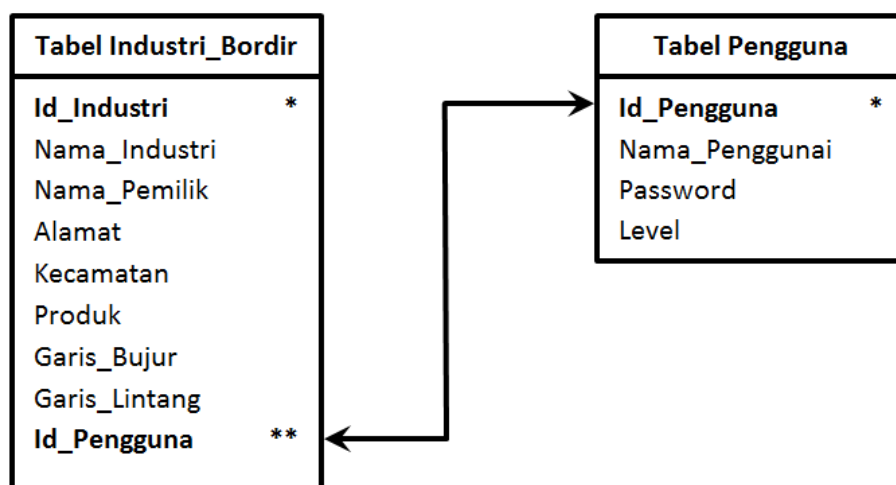 Tabel Industri_Bordir
Id_Industri *
Nama_Industri
Nama_Pemilik
Alamat
Kecamatan
Produk
Garis_Bujur
Garis_Lintang
Id_Pengguna **
Tabel Pengguna
Id_Pengguna *
Nama_Penggunai
Password
Level